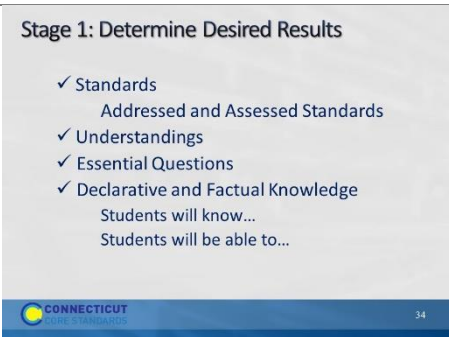 Stage 1: Determine Desired Results
✓ Standards
Addressed and Assessed Standards
✓ Understandings
✓ Essential Questions
✓ Declarative and Factual Knowledge
Students will know…
Students will be able to…
CONNECTICUT
CORE STANDARDS
34